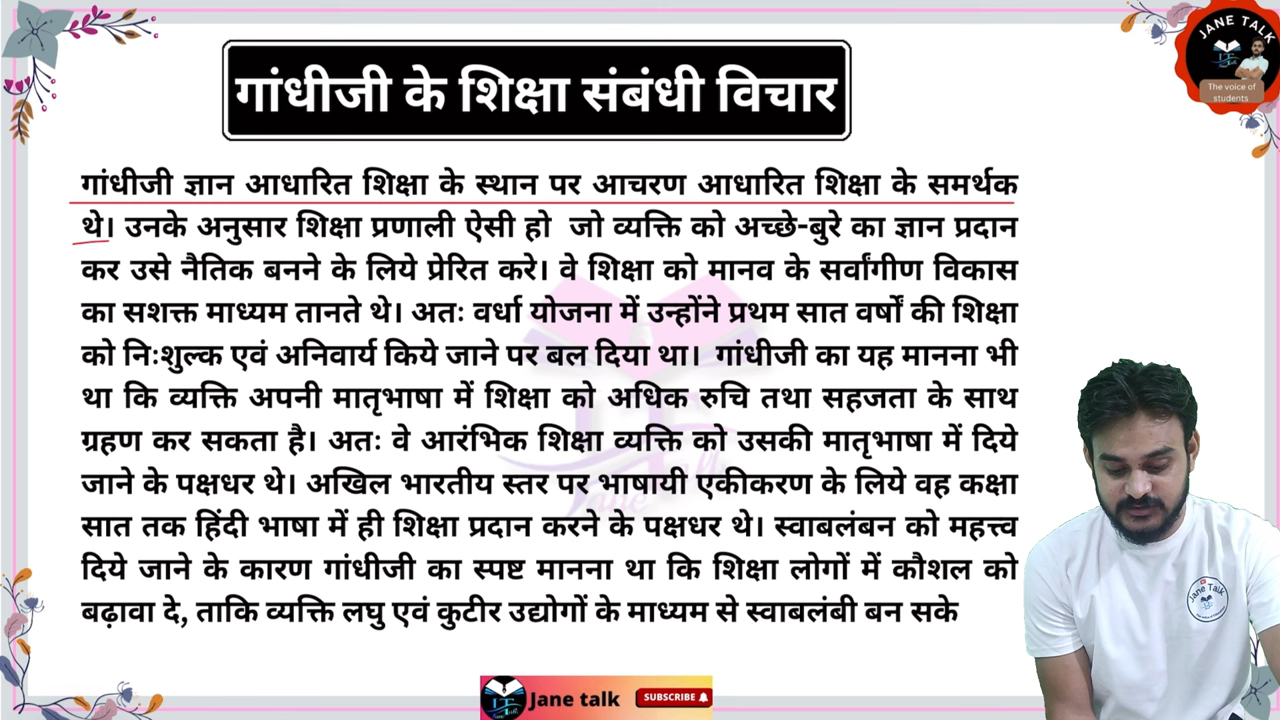 गांधीजी के शिक्षा संबंधी विचार
गांधीजी ज्ञान आधारित शिक्षा के स्थान पर आचरण आधारित शिक्षा के समर्थक
थे। उनके अनुसार शिक्षा प्रणाली ऐसी हो जो व्यक्ति को अच्छे-बुरे का ज्ञान प्रदान
कर उसे नैतिक बनने के लिये प्रेरित करे। वे शिक्षा को मानव के सर्वांगीण विकास
का सशक्त माध्यम तानते थे। अतः वर्धा योजना में उन्होंने प्रथम सात वर्षों की शिक्षा
को निःशुल्क एवं अनिवार्य किये जाने पर बल दिया था। गांधीजी का यह मानना भी
था कि व्यक्ति अपनी मातृभाषा में शिक्षा को अधिक रुचि तथा सहजता के साथ
ग्रहण कर सकता है। अतः वे आरंभिक शिक्षा व्यक्ति को उसकी मातृभाषा में दिये
जाने के पक्षधर थे। अखिल भारतीय स्तर पर भाषायी एकीकरण के लिये वह कक्षा
सात तक हिंदी भाषा में ही शिक्षा प्रदान करने के पक्षधर थे। स्वाबलंबन को महत्त्व
दिये जाने के कारण गांधीजी का स्पष्ट मानना था कि शिक्षा लोगों में कौशल को
बढ़ावा दे, ताकि व्यक्ति लघु एवं कुटीर उद्योगों के माध्यम से स्वाबलंबी बन सके
JANE TALK
The voice of
students
Jane Talk
Jane talk
SUBSCRIBE